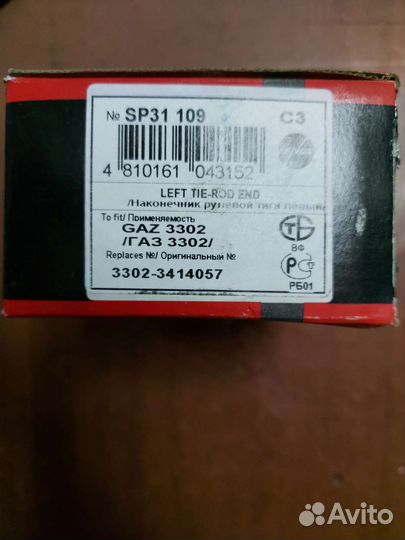 № SP31 109 C3
4 810161 043152
LEFT TIE-ROD END
/Наконечник рулевой тяги левый/
To fit/ Применяемость
GAZ 3302
/ГАЗ 3302/
Replaces №/ Оригинальный №
3302-3414057
ВФ
РБ01
Avito